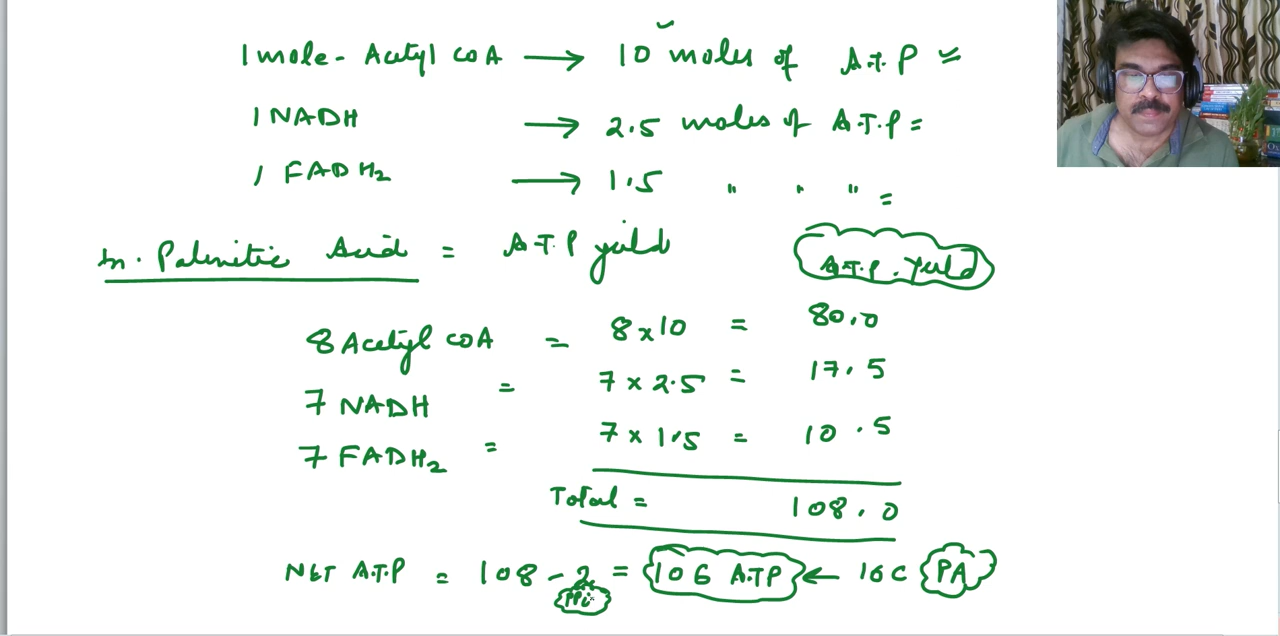 1 mole - Acetyl CoA → 10 moles of A.T.P =
1 NADH → 2.5 moles of A.T.P =
1 FADH₂ → 1.5 " " " =
In. Palmitic Acid = A.T.P yield A.T.P. Yield
8 Acetyl CoA = 8 x 10 = 80.0
7 NADH = 7 x 2.5 = 17.5
7 FADH₂ = 7 x 1.5 = 10.5
Total = 108.0
NET A.T.P = 108 - 2 = 106 A.T.P ← 16C PA
PPi